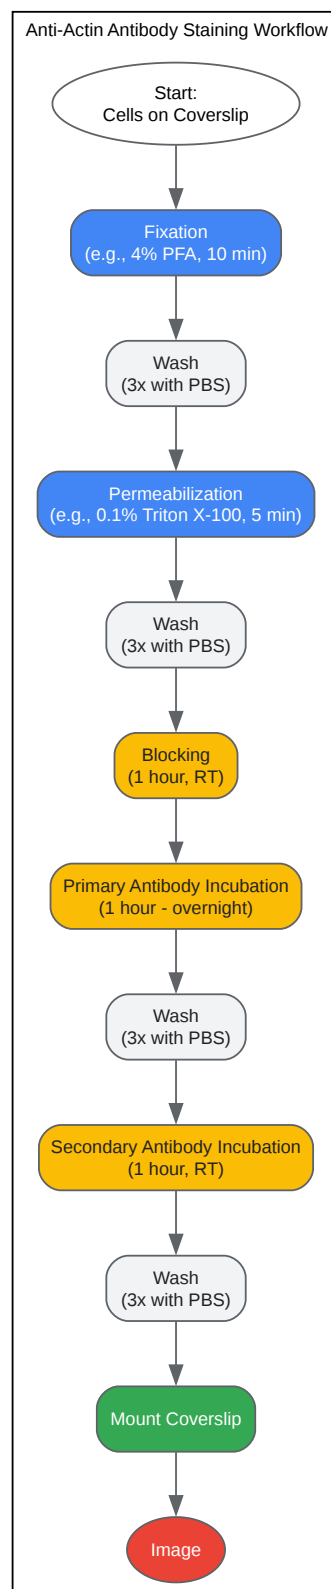 Anti-Actin Antibody Staining Workflow
Start:
Cells on Coverslip
Fixation
(e.g., 4% PFA, 10 min)
Wash
(3x with PBS)
Permeabilization
(e.g., 0.1% Triton X-100, 5 min)
Wash
(3x with PBS)
Blocking
(1 hour, RT)
Primary Antibody Incubation
(1 hour - overnight)
Wash
(3x with PBS)
Secondary Antibody Incubation
(1 hour, RT)
Wash
(3x with PBS)
Mount Coverslip
Image